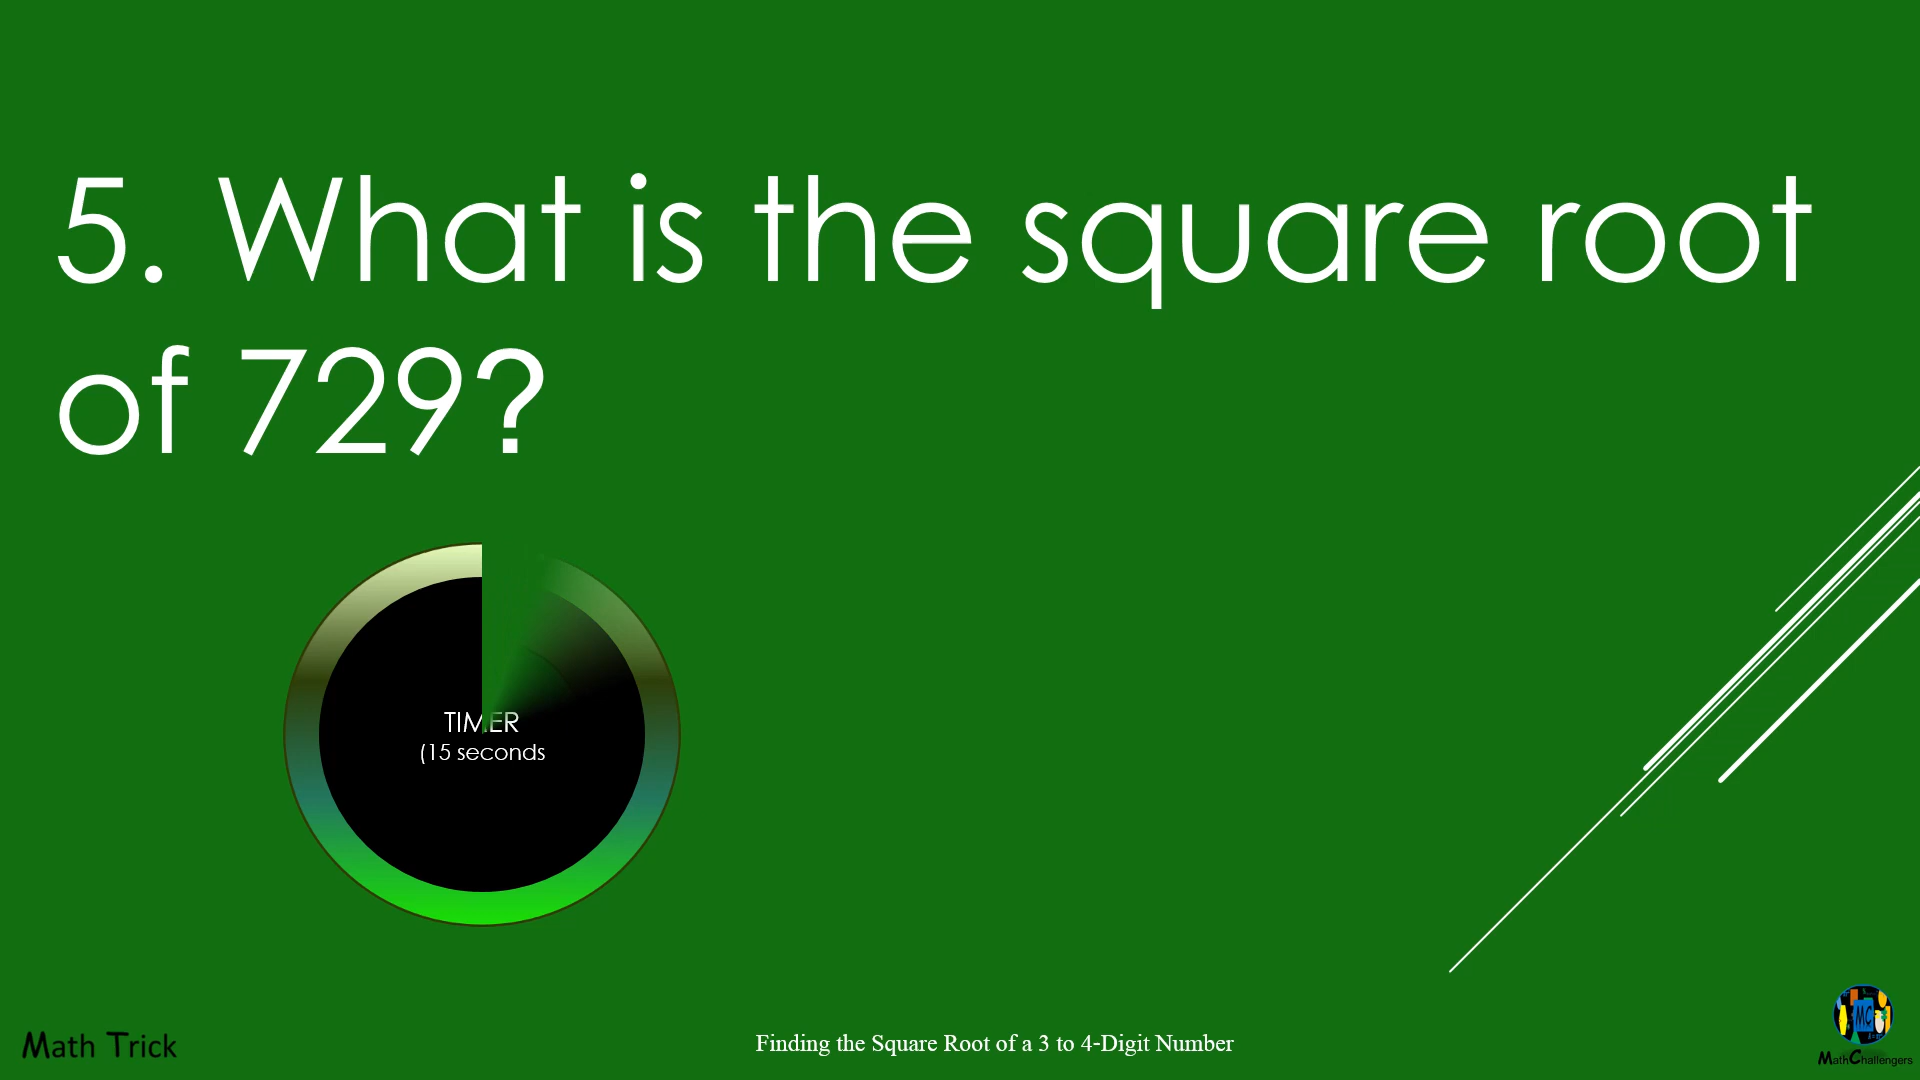 5. What is the square root
of 729?
TIMER
(15 seconds
Math Trick
Finding the Square Root of a 3 to 4-Digit Number
MC
MathChallengers